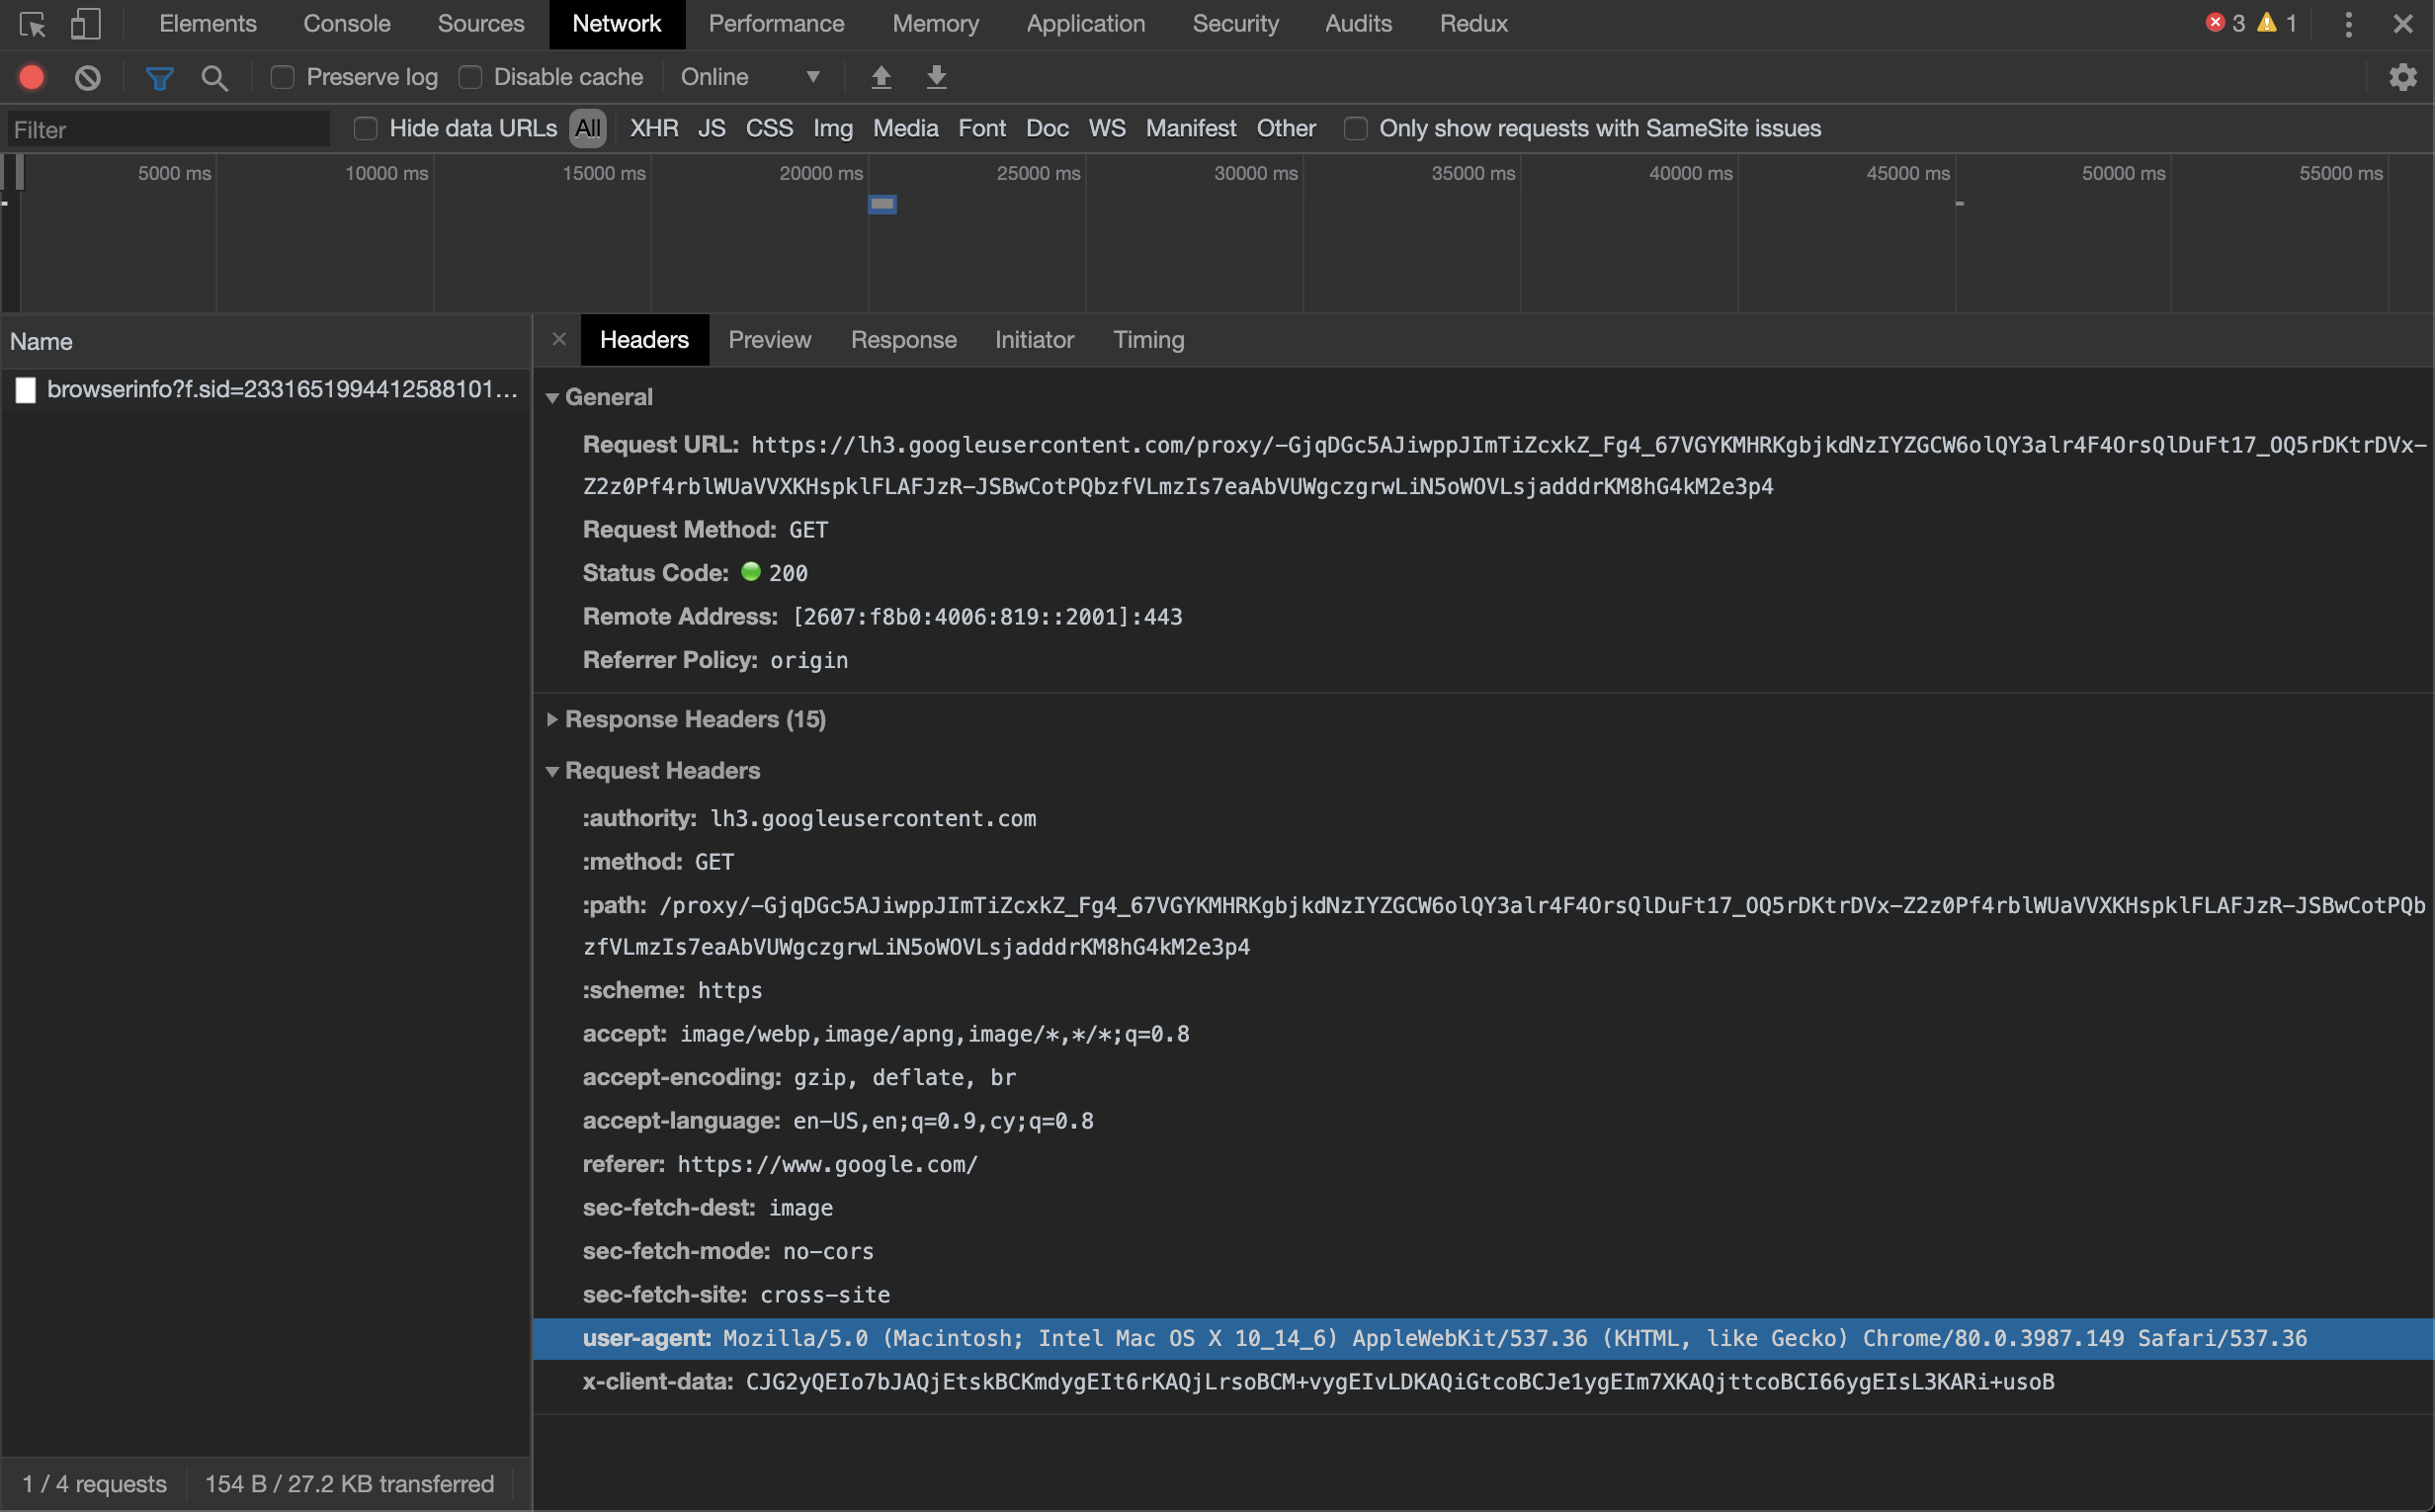 Elements Console Sources Network Performance Memory Application Security Audits Redux 3 1
Preserve log Disable cache Online
Filter Hide data URLs All XHR JS CSS Img Media Font Doc WS Manifest Other Only show requests with SameSite issues
5000 ms 10000 ms 15000 ms 20000 ms 25000 ms 30000 ms 35000 ms 40000 ms 45000 ms 50000 ms 55000 ms
Name
browserinfo?f.sid=2331651994412588101…
Headers Preview Response Initiator Timing
General
Request URL: https://lh3.googleusercontent.com/proxy/-GjqDGc5AJiwppJImTiZcxkZ_Fg4_67VGYKMHRKgbjkdNzIYZGCW6olQY3alr4F4OrsQlDuFt17_OQ5rDKtrDVx-
Z2z0Pf4rblWUaVVXKHspklFLAFJzR-JSBwCotPQbzfVLmzIs7eaAbVUWgczgrwLiN5oWOVLsjadddrKM8hG4kM2e3p4
Request Method: GET
Status Code: 200
Remote Address: [2607:f8b0:4006:819::2001]:443
Referrer Policy: origin
Response Headers (15)
Request Headers
:authority: lh3.googleusercontent.com
:method: GET
:path: /proxy/-GjqDGc5AJiwppJImTiZcxkZ_Fg4_67VGYKMHRKgbjkdNzIYZGCW6olQY3alr4F4OrsQlDuFt17_OQ5rDKtrDVx-Z2z0Pf4rblWUaVVXKHspklFLAFJzR-JSBwCotPQb
zfVLmzIs7eaAbVUWgczgrwLiN5oWOVLsjadddrKM8hG4kM2e3p4
:scheme: https
accept: image/webp,image/apng,image/*,*/*;q=0.8
accept-encoding: gzip, deflate, br
accept-language: en-US,en;q=0.9,cy;q=0.8
referer: https://www.google.com/
sec-fetch-dest: image
sec-fetch-mode: no-cors
sec-fetch-site: cross-site
user-agent: Mozilla/5.0 (Macintosh; Intel Mac OS X 10_14_6) AppleWebKit/537.36 (KHTML, like Gecko) Chrome/80.0.3987.149 Safari/537.36
x-client-data: CJG2yQEIo7bJAQjEtskBCKmdygEIt6rKAQjLrsoBCM+vygEIvLDKAQiGtcoBCJe1ygEIm7XKAQjttcoBCI66ygEIsL3KARi+usoB
1 / 4 requests 154 B / 27.2 KB transferred